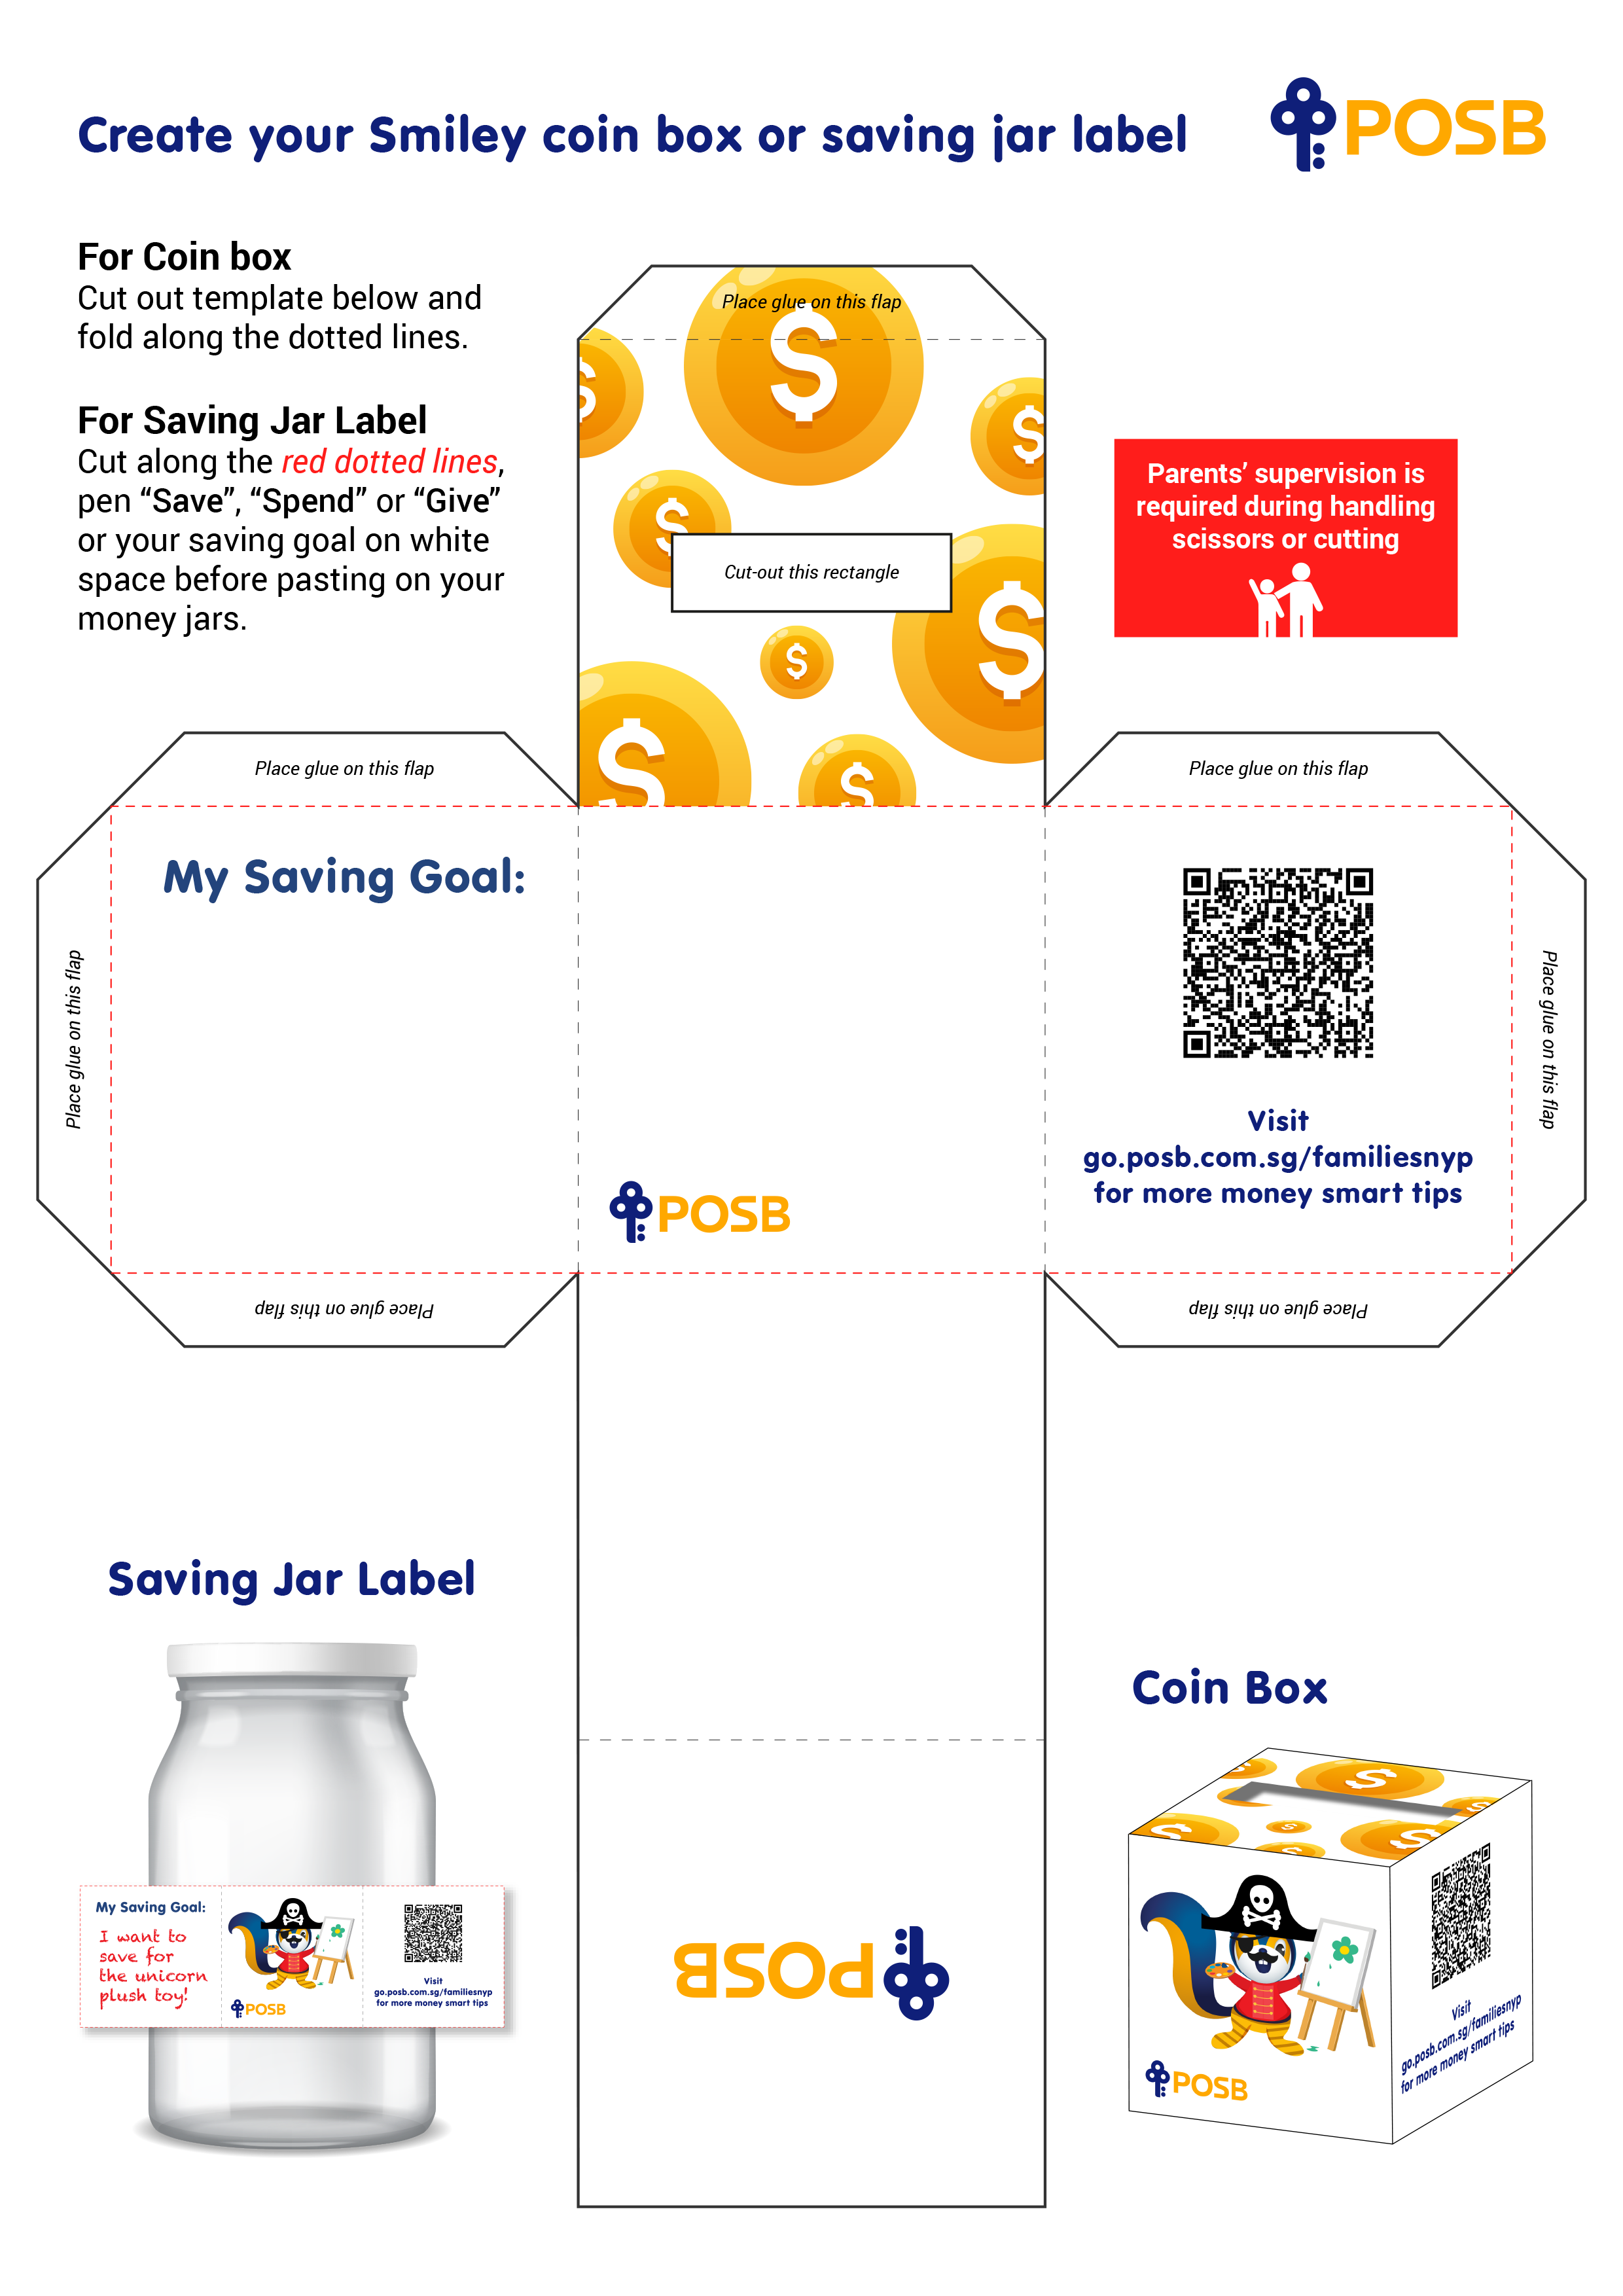 Create your Smiley coin box or saving jar label
POSB
For Coin box
Cut out template below and
fold along the dotted lines.
For Saving Jar Label
Cut along the red dotted lines,
pen “Save”, “Spend” or “Give”
or your saving goal on white
space before pasting on your
money jars.
Place glue on this flap
$
$
$
$
Cut-out this rectangle
$
$
$
$
Parents’ supervision is
required during handling
scissors or cutting
Place glue on this flap
Place glue on this flap
Place glue on this flap
My Saving Goal:
POSB
Visit
go.posb.com.sg/familiesnyp
for more money smart tips
Place glue on this flap
Place glue on this flap
Place glue on this flap
Saving Jar Label
My Saving Goal:
I want to
save for
the unicorn
plush toy!
POSB
Visit
go.posb.com.sg/familiesnyp
for more money smart tips
POSB
Coin Box
$
$
$
$
$
POSB
Visit
go.posb.com.sg/familiesnyp
for more money smart tips